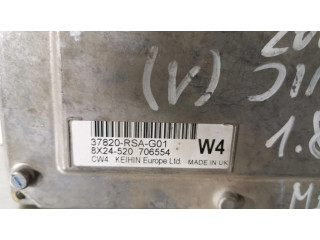 (V)
1.8
37820-RSA-G01
8X24-520 706554
W4
CW4 KEIHIN Europe Ltd. MADE IN UK